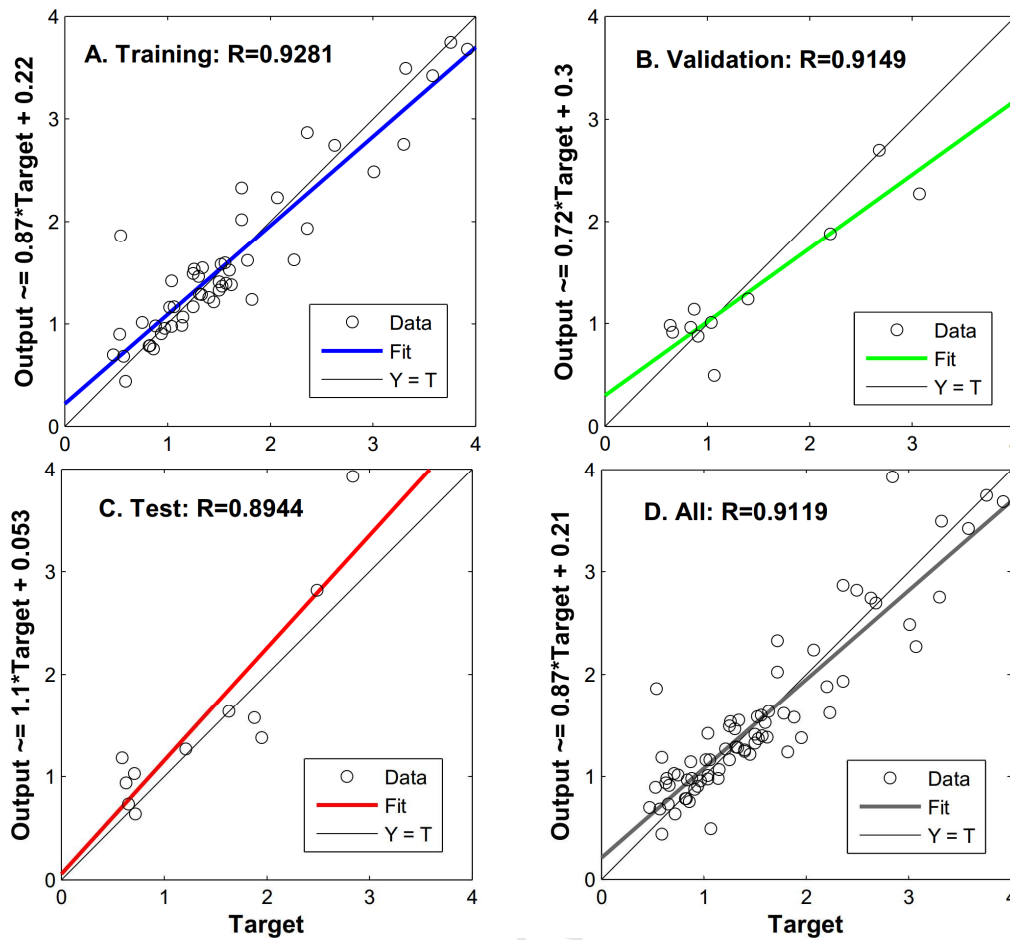 A. Training: R=0.9281
Output ~= 0.87*Target + 0.22
4
3
2
1
0
0 1 2 3 4
Data
Fit
Y = T
B. Validation: R=0.9149
Output ~= 0.72*Target + 0.3
4
3
2
1
0
0 1 2 3 4
Data
Fit
Y = T
C. Test: R=0.8944
Output ~= 1.1*Target + 0.053
4
3
2
1
0
0 1 2 3 4
Target
Data
Fit
Y = T
D. All: R=0.9119
Output ~= 0.87*Target + 0.21
4
3
2
1
0
0 1 2 3 4
Target
Data
Fit
Y = T